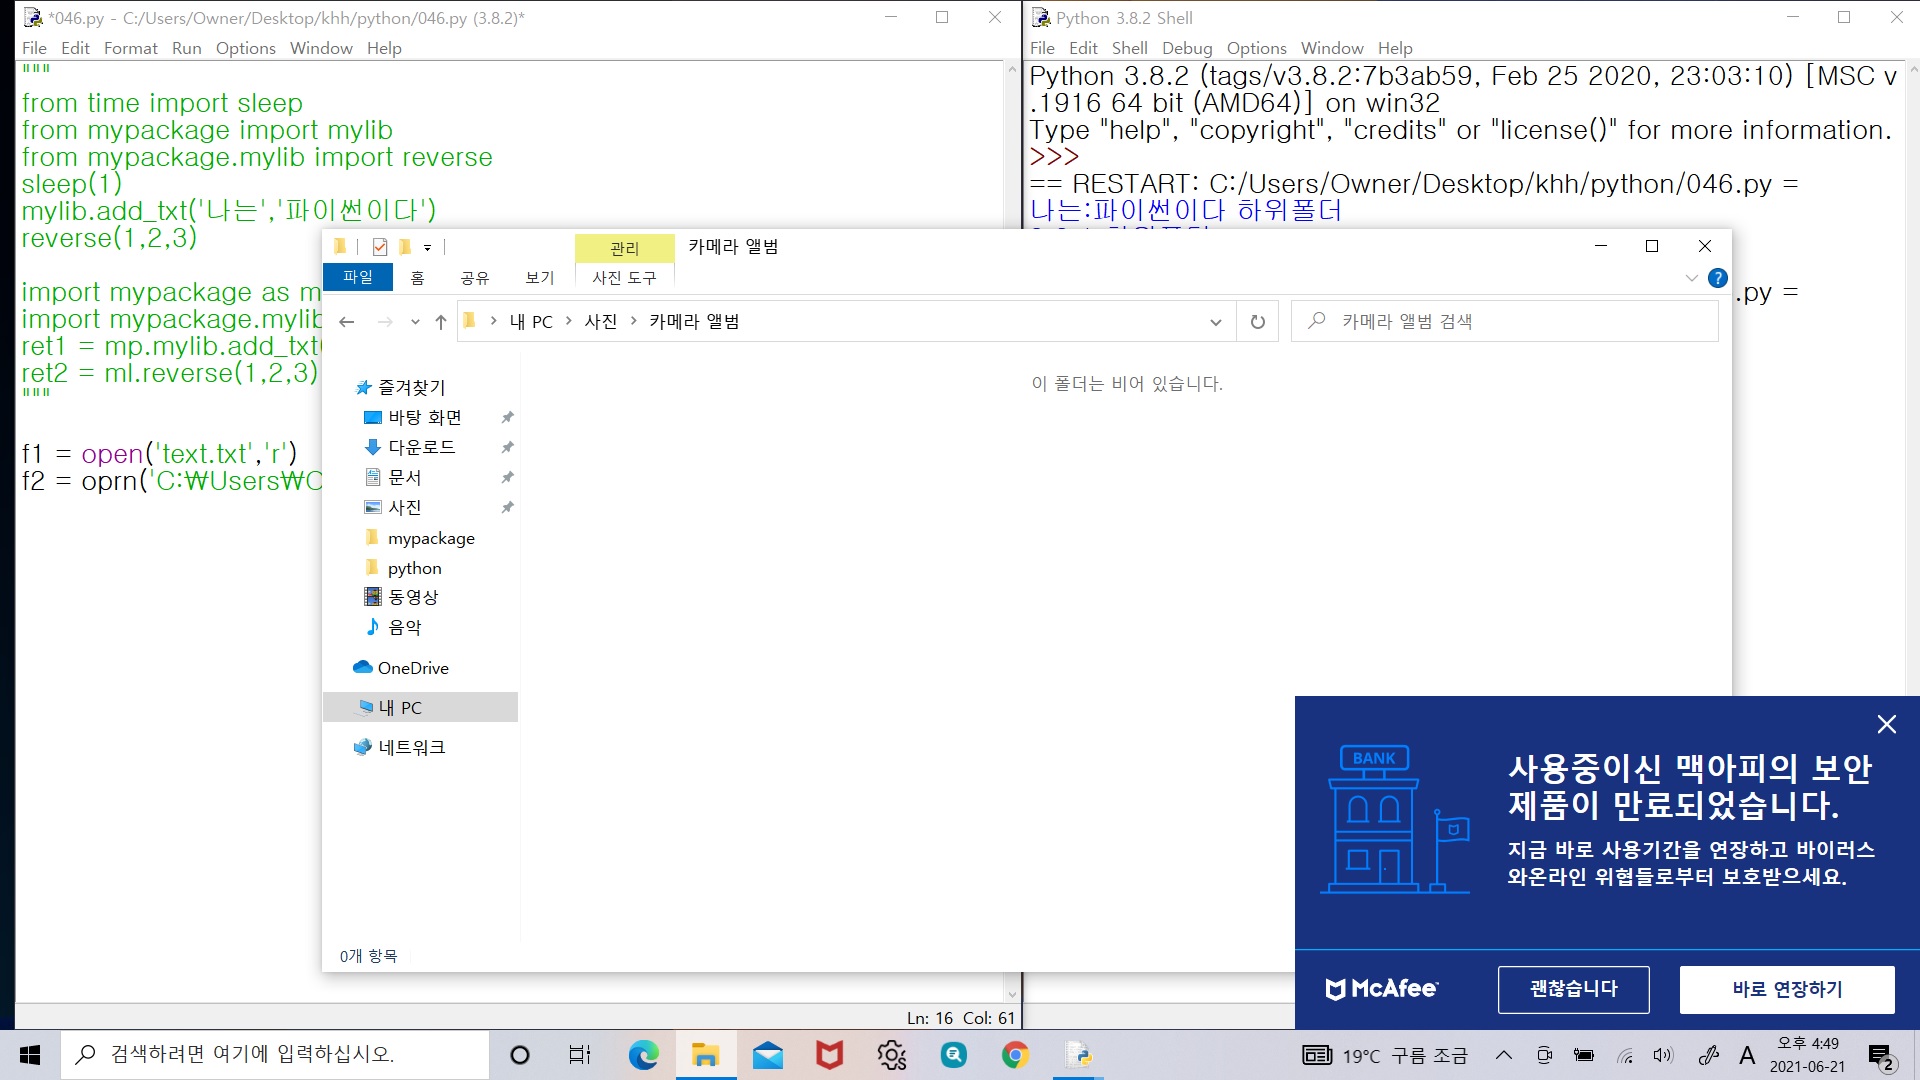 *046.py - C:/Users/Owner/Desktop/khh/python/046.py (3.8.2)*
File Edit Format Run Options Window Help
"""
from time import sleep
from mypackage import mylib
from mypackage.mylib import reverse
sleep(1)
mylib.add_txt('나는','파이썬이다')
reverse(1,2,3)
import mypackage as m
import mypackage.mylib
ret1 = mp.mylib.add_txt(
ret2 = ml.reverse(1,2,3)
"""
f1 = open('text.txt','r')
f2 = oprn('C:₩Users₩O
Ln: 16 Col: 61
Python 3.8.2 Shell
File Edit Shell Debug Options Window Help
Python 3.8.2 (tags/v3.8.2:7b3ab59, Feb 25 2020, 23:03:10) [MSC v
.1916 64 bit (AMD64)] on win32
Type "help", "copyright", "credits" or "license()" for more information.
>>>
== RESTART: C:/Users/Owner/Desktop/khh/python/046.py =
나는:파이썬이다 하위폴더
.py =
관리 카메라 앨범
파일 홈 공유 보기 사진 도구
내 PC 사진 카메라 앨범
카메라 앨범 검색
즐겨찾기
바탕 화면
다운로드
문서
사진
mypackage
python
동영상
음악
OneDrive
내 PC
네트워크
이 폴더는 비어 있습니다.
0개 항목
BANK
사용중이신 맥아피의 보안
제품이 만료되었습니다.
지금 바로 사용기간을 연장하고 바이러스
와온라인 위협들로부터 보호받으세요.
McAfee
괜찮습니다
바로 연장하기
검색하려면 여기에 입력하십시오.
19°C 구름 조금
A
오후 4:49
2021-06-21
2